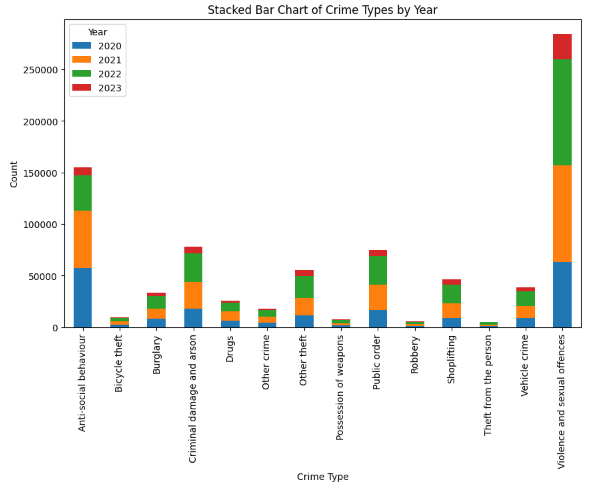 Stacked Bar Chart of Crime Types by Year
Year
2020
2021
2022
2023
Count
250000
200000
150000
100000
50000
0
Anti-social behaviour
Bicycle theft
Burglary
Criminal damage and arson
Drugs
Other crime
Other theft
Possession of weapons
Public order
Robbery
Shoplifting
Theft from the person
Vehicle crime
Violence and sexual offences
Crime Type